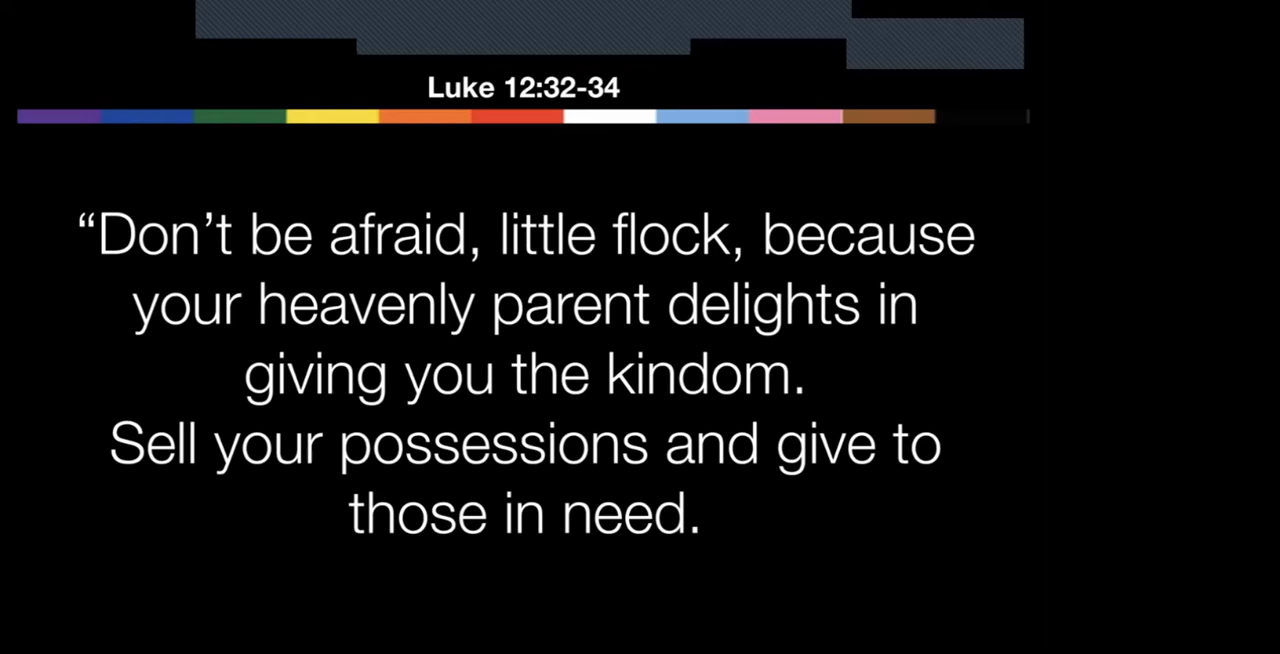 Luke 12:32-34
“Don’t be afraid, little flock, because
your heavenly parent delights in
giving you the kindom.
Sell your possessions and give to
those in need.